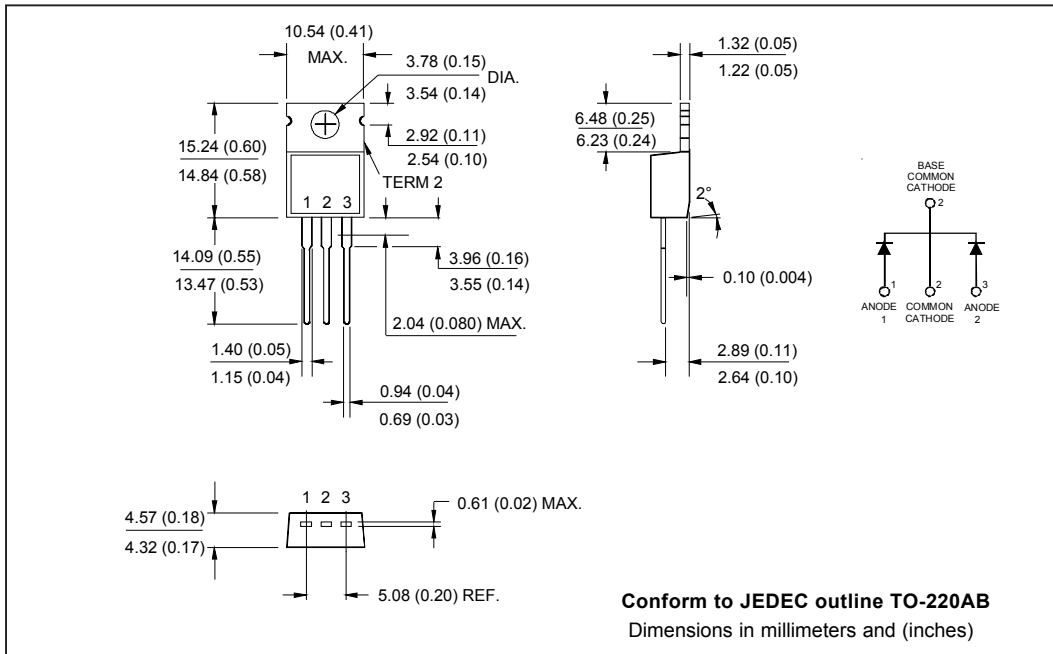 10.54 (0.41)
MAX.
3.78 (0.15)
3.54 (0.14)
DIA.
2.92 (0.11)
2.54 (0.10)
TERM 2
15.24 (0.60)
14.84 (0.58)
1 2 3
14.09 (0.55)
13.47 (0.53)
3.96 (0.16)
3.55 (0.14)
2.04 (0.080) MAX.
1.40 (0.05)
1.15 (0.04)
0.94 (0.04)
0.69 (0.03)
1.32 (0.05)
1.22 (0.05)
6.48 (0.25)
6.23 (0.24)
2°
0.10 (0.004)
2.89 (0.11)
2.64 (0.10)
BASE
COMMON
CATHODE
2
1 2 3
ANODE COMMON ANODE
1 CATHODE 2
1 2 3
4.57 (0.18)
4.32 (0.17)
0.61 (0.02) MAX.
5.08 (0.20) REF.
Conform to JEDEC outline TO-220AB
Dimensions in millimeters and (inches)